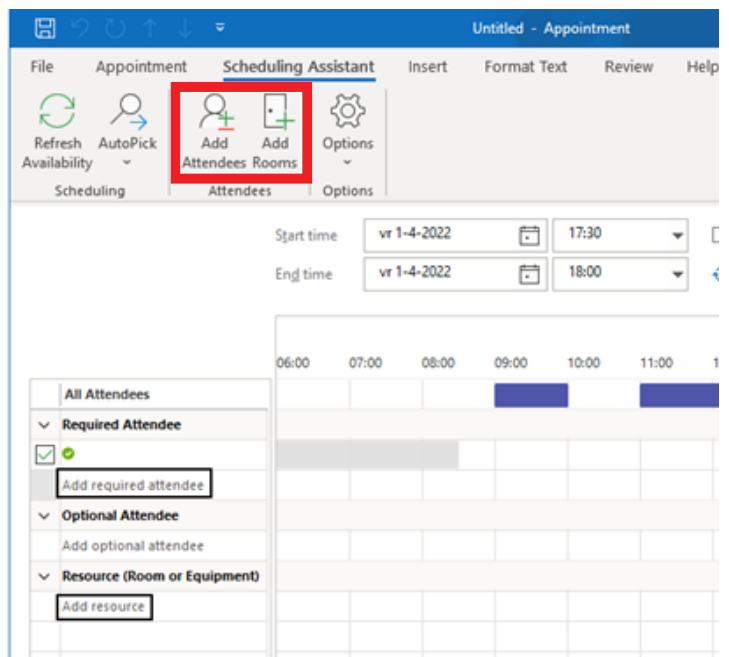 Untitled - Appointment
File Appointment Scheduling Assistant Insert Format Text Review Help
Refresh Availability
AutoPick
Add Attendees
Add Rooms
Options
Scheduling Attendees Options
Start time vr 1-4-2022 17:30
End time vr 1-4-2022 18:00
06:00 07:00 08:00 09:00 10:00 11:00
All Attendees
Required Attendee
Add required attendee
Optional Attendee
Add optional attendee
Resource (Room or Equipment)
Add resource